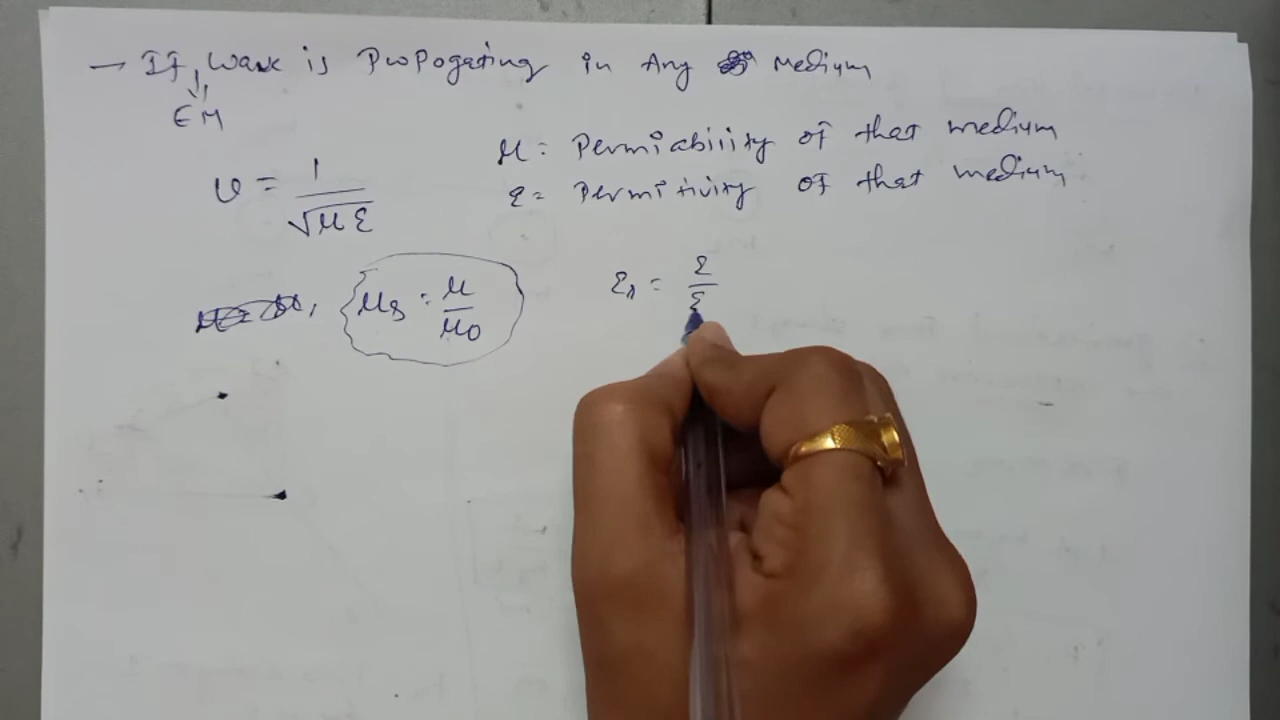 → If wave is Propogating in Any medium
EM
μ = Permiability of that medium
v = 1/√με
ε = Permitivity of that medium
μr = μ/μ0
εr = ε/ε